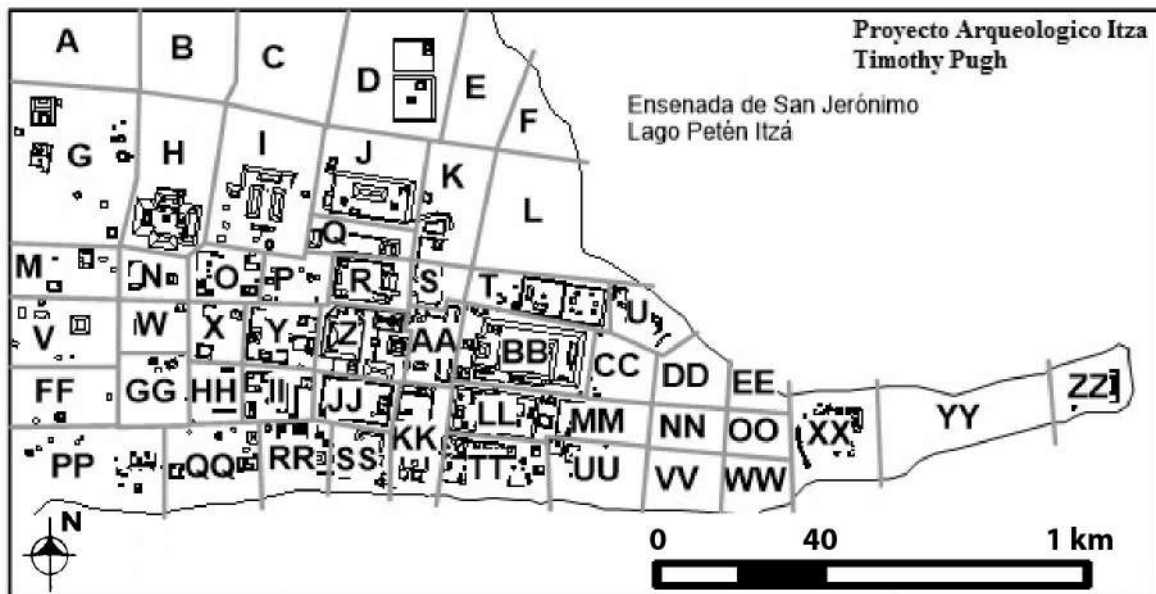 Proyecto Arqueologico Itza
Timothy Pugh
Ensenada de San Jerónimo
Lago Petén Itzá
A B C D E F
G H I J K L
M N O P Q R S T U
V W X Y Z AA BB CC DD EE
FF GG HH II JJ KK LL MM NN OO XX YY ZZ
PP QQ RR SS TT UU VV WW
N
0 40 1 km